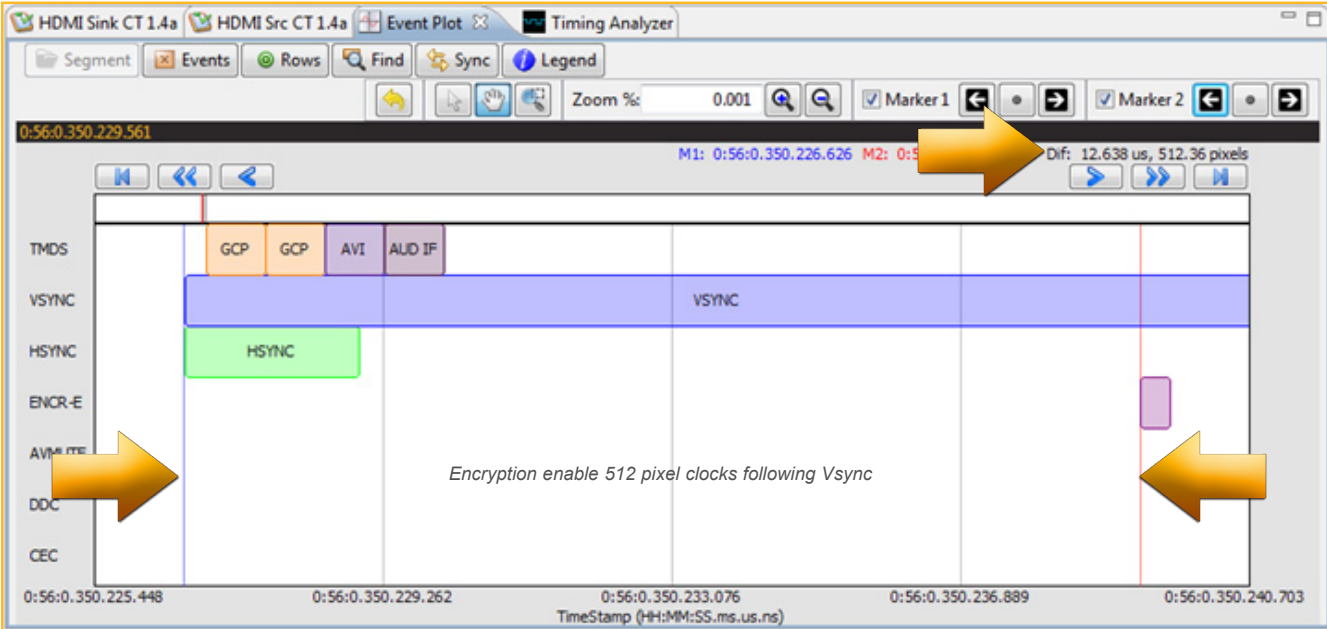 HDMI Sink CT 1.4a HDMI Src CT 1.4a Event Plot Timing Analyzer
Segment Events Rows Find Sync Legend
Zoom %: 0.001 Marker 1 Marker 2
0:56:0.350.229.561
M1: 0:56:0.350.226.626 M2: 0:5 Dif: 12.638 us, 512.36 pixels
TMDS GCP GCP AVI AUD IF
VSYNC VSYNC
HSYNC HSYNC
ENCR-E
AVMUTE
Encryption enable 512 pixel clocks following Vsync
DDC
CEC
0:56:0.350.225.448 0:56:0.350.229.262 0:56:0.350.233.076 0:56:0.350.236.889 0:56:0.350.240.703
TimeStamp (HH:MM:SS.ms.us.ns)